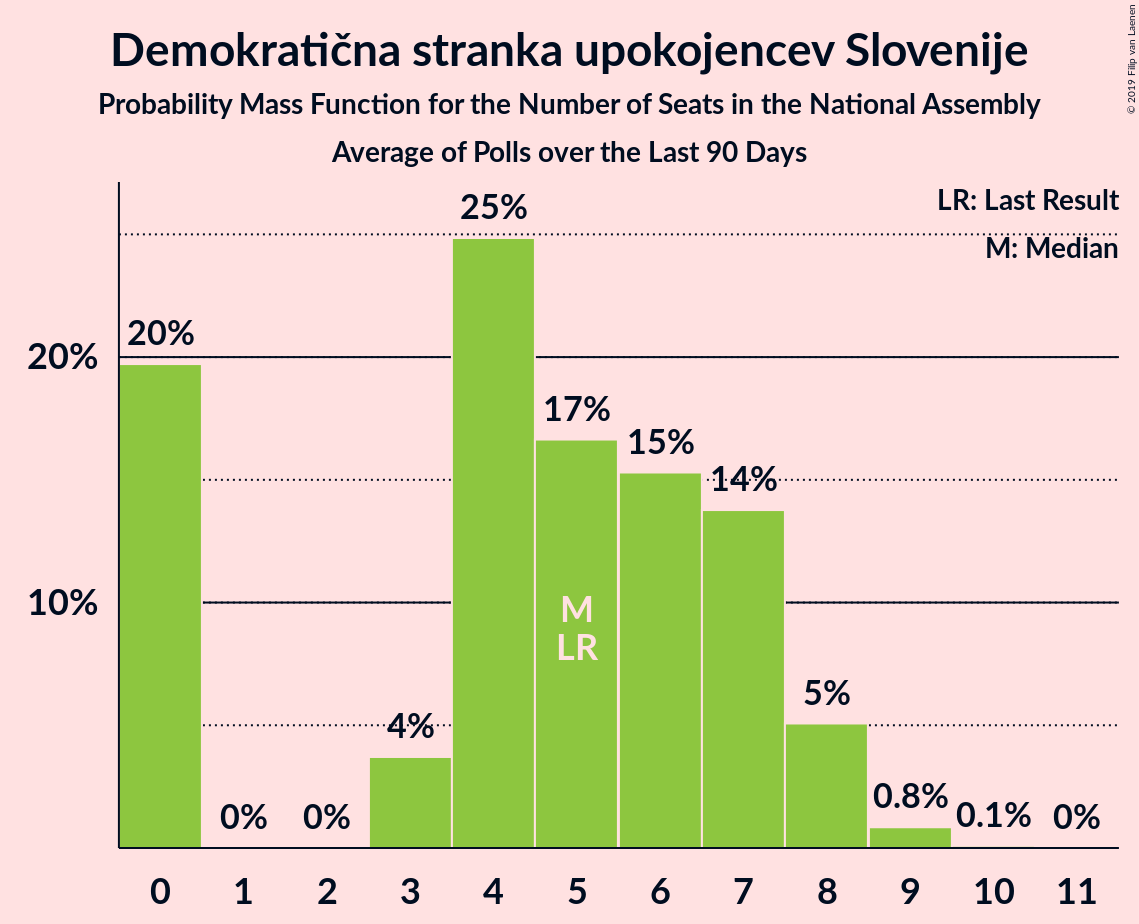 Demokratična stranka upokojencev Slovenije
Probability Mass Function for the Number of Seats in the National Assembly
Average of Polls over the Last 90 Days
© 2019 Filip van Laenen
LR: Last Result
M: Median
25%
20%
20%
17%
15%
14%
10%
M
LR
5%
4%
0.8%
0%
0%
0.1%
0%
0 1 2 3 4 5 6 7 8 9 10 11